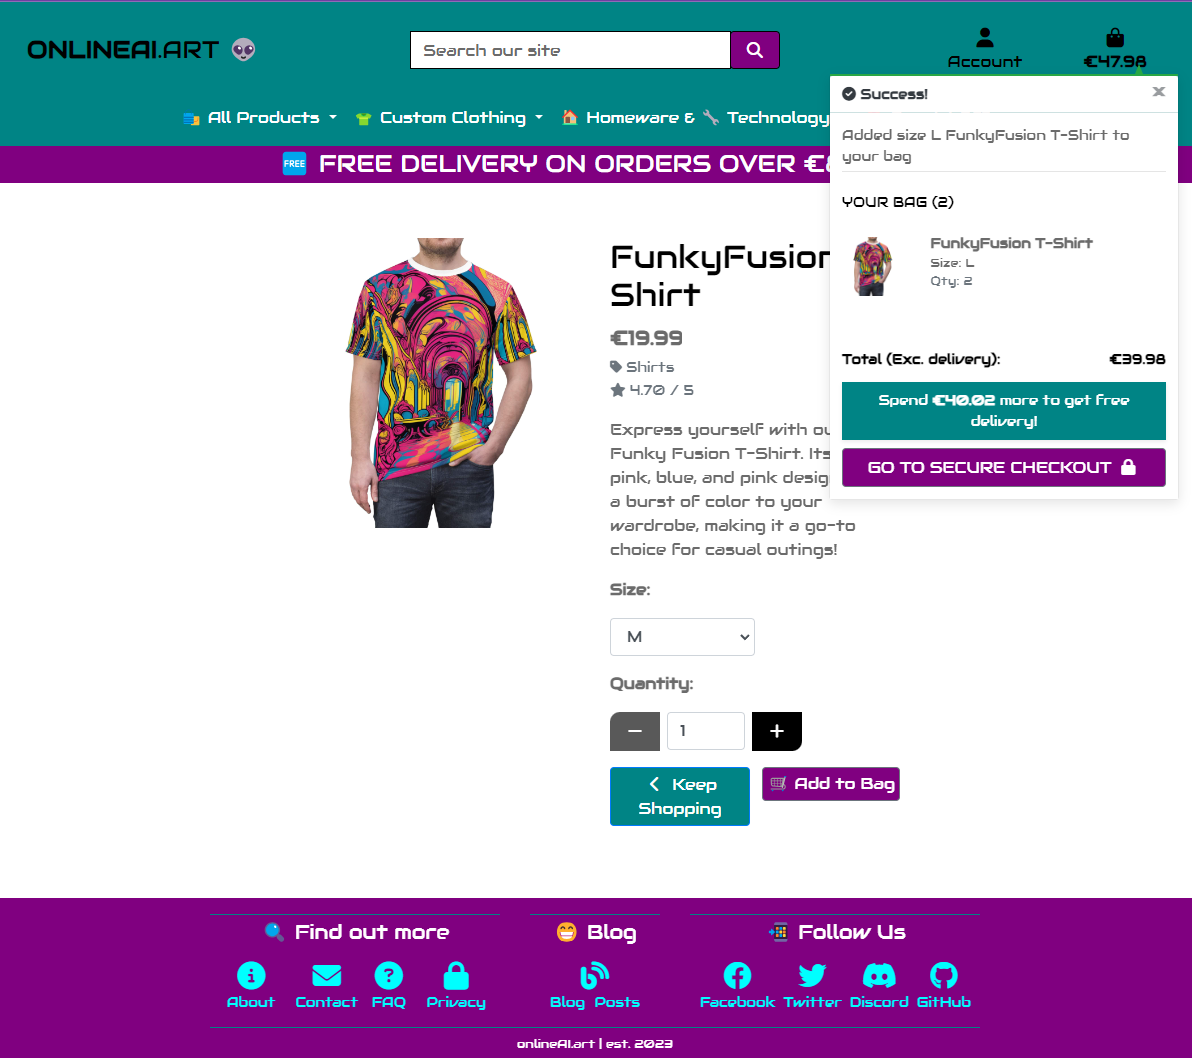 ONLINEAI.ART
Search our site
Account
€47.98
All Products
Custom Clothing
Homeware &
Technology
FREE
FREE DELIVERY ON ORDERS OVER
Success!
×
Added size L FunkyFusion T-Shirt to
your bag
YOUR BAG (2)
FunkyFusion T-Shirt
Size: L
Qty: 2
Total (Exc. delivery):
€39.98
Spend €40.02 more to get free
delivery!
GO TO SECURE CHECKOUT
FunkyFusion
Shirt
€19.99
Shirts
4.70 / 5
Express yourself with
Funky Fusion T-Shirt. Its
pink, blue, and pink
a burst of color to your
wardrobe, making it a go-to
choice for casual outings!
Size:
M
Quantity:
1
Keep
Shopping
Add to Bag
Find out more
Blog
Follow Us
About
Contact
FAQ
Privacy
Blog Posts
Facebook
Twitter
Discord
GitHub
onlineAI.art | est. 2023